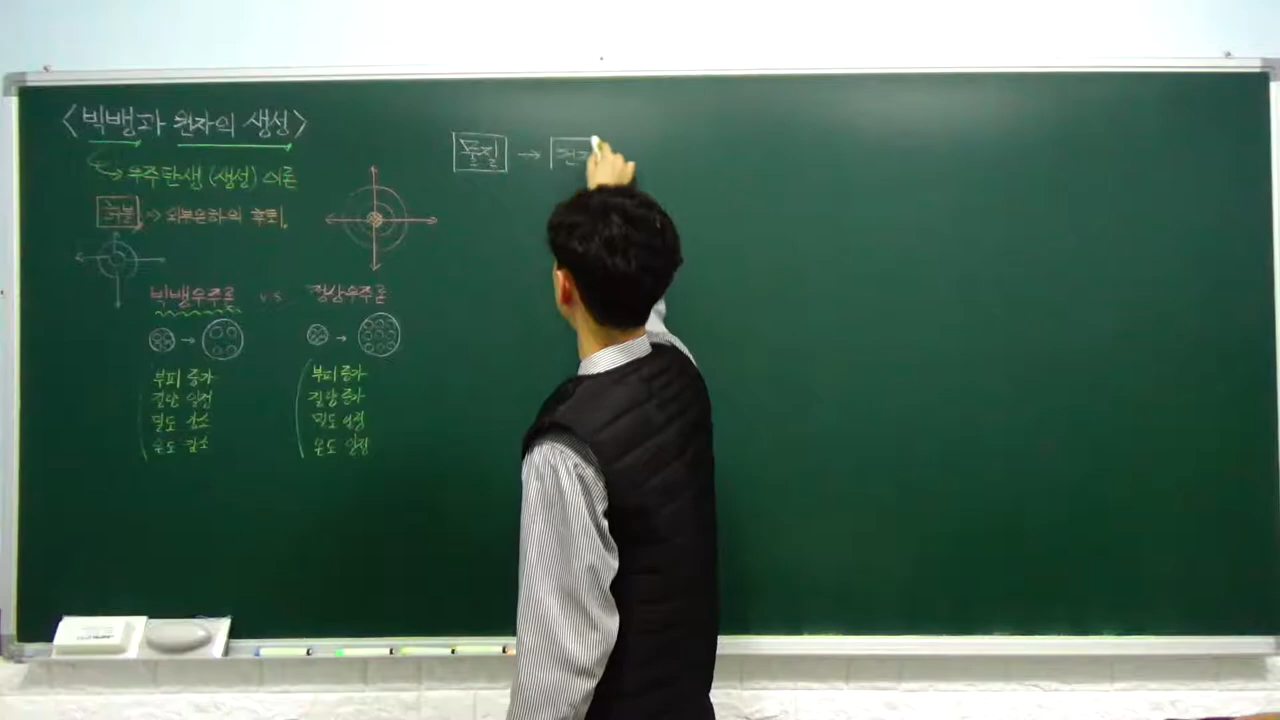 <빅뱅과 원자의 생성>
→ 우주탄생 (생성) 이론
허블 → 외부은하의 후퇴.
빅뱅우주론 vs 정상우주론
부피 증가
질량 일정
밀도 감소
온도 감소
부피 증가
질량 증가
밀도 일정
온도 일정
물질 →